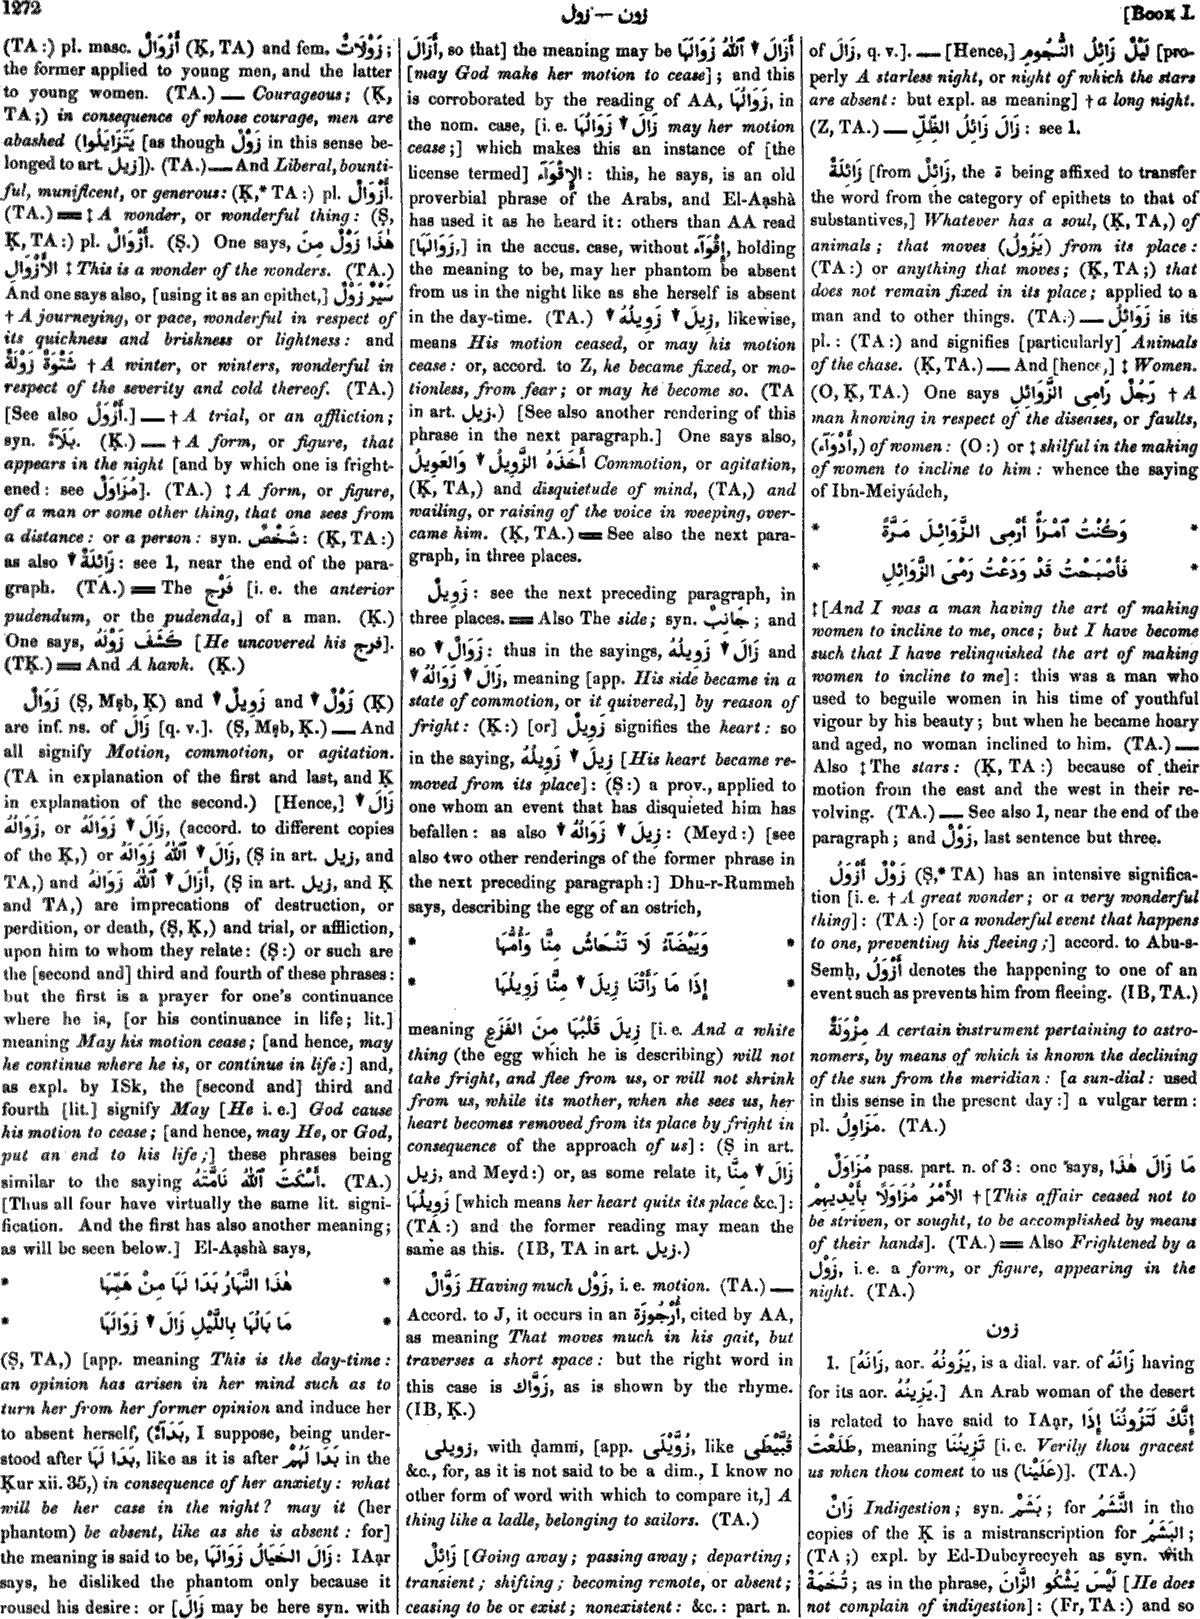 1272
زون — زول
[Book I.
(TA:) pl. masc. أَزْوَالٌ (Ḳ, TA) and fem. زَوْلَاتٌ;
the former applied to young men, and the latter
to young women. (TA.) — Courageous; (Ḳ,
TA;) in consequence of whose courage, men are
abashed (يَتَزَايَلُوا [as though زَوْلٌ in this sense be-
longed to art. زيل]). (TA.) — And Liberal, bounti-
ful, munificent, or generous: (Ḳ,* TA:) pl. أَزْوَالٌ.
(TA.) ═ ‡ A wonder, or wonderful thing: (Ṣ,
Ḳ, TA:) pl. أَزْوَالٌ. (Ṣ.) One says, هٰذَا زَوْلٌ مِنَ
الأَزْوَالِ ‡ This is a wonder of the wonders. (TA.)
And one says also, [using it as an epithet,] سَيْرٌ زَوْلٌ
† A journeying, or pace, wonderful in respect of
its quickness and briskness or lightness: and
شَتْوَةٌ زَوْلَةٌ † A winter, or winters, wonderful in
respect of the severity and cold thereof. (TA.)
[See also أَزْوَلُ.] — † A trial, or an affliction;
syn. بَلَآءٌ. (Ḳ.) — † A form, or figure, that
appears in the night [and by which one is fright-
ened: see مُزَاوَلٌ]. (TA.) ‡ A form, or figure,
of a man or some other thing, that one sees from
a distance: or a person: syn. شَخْصٌ: (Ḳ, TA:)
as also ▼ زَائِلَةٌ: see 1, near the end of the para-
graph. (TA.) ═ The فَرْج [i. e. the anterior
pudendum, or the pudenda,] of a man. (Ḳ.)
One says, كَشَفَ زَوْلَهُ [He uncovered his فرج].
(TḲ.) ═ And A hawk. (Ḳ.)
زَوَالٌ (Ṣ, Mṣb, Ḳ) and ▼ زَوِيلٌ and ▼ زَوْلٌ (Ḳ)
are inf. ns. of زَالَ [q. v.]. (Ṣ, Mṣb, Ḳ.) — And
all signify Motion, commotion, or agitation.
(TA in explanation of the first and last, and Ḳ
in explanation of the second.) [Hence,] ▼ زَالَ
زَوَالُهُ, or زَالَ ▼ زَوَالَهُ, (accord. to different copies
of the Ḳ,) or زَالَ ▼ ٱللّٰهُ زَوَالَهُ, (Ṣ in art. زيل, and
TA,) and أَزَالَ ▼ ٱللّٰهُ زَوَالَهُ, (Ṣ in art. زيل, and Ḳ
and TA,) are imprecations of destruction, or
perdition, or death, (Ṣ, Ḳ,) and trial, or affliction,
upon him to whom they relate: (Ṣ:) or such are
the [second and] third and fourth of these phrases:
but the first is a prayer for one's continuance
where he is, [or his continuance in life; lit.]
meaning May his motion cease; [and hence, may
he continue where he is, or continue in life:] and,
as expl. by ISk, the [second and] third and
fourth [lit.] signify May [He i. e.] God cause
his motion to cease; [and hence, may He, or God,
put an end to his life;] these phrases being
similar to the saying أَسْكَتَ ٱللّٰهُ نَامَّتَهُ. (TA.)
[Thus all four have virtually the same lit. signi-
fication. And the first has also another meaning;
as will be seen below.] El-Aạshà says,
* هٰذَا النَّهَارُ بَدَا لَهَا مِنْ هَمِّهَا *
* مَا بَالُهَا بِاللَّيْلِ زَالَ ▼ زَوَالَهَا *
(Ṣ, TA,) [app. meaning This is the day-time:
an opinion has arisen in her mind such as to
turn her from her former opinion and induce her
to absent herself, (بَدَآءٌ, I suppose, being under-
stood after بَدَا لَهَا, like as it is after بَدَا لَهُمْ in the
Ḳur xii. 35,) in consequence of her anxiety: what
will be her case in the night? may it (her
phantom) be absent, like as she is absent: for]
the meaning is said to be, زَالَ الخَيَالُ زَوَالَهَا: IAạr
says, he disliked the phantom only because it
roused his desire: or [زَالَ may be here syn. with
أَزَالَ, so that] the meaning may be أَزَالَ ▼ ٱللّٰهُ زَوَالَهَا
[may God make her motion to cease]; and this
is corroborated by the reading of AA, زَوَالُهَا, in
the nom. case, [i. e. زَالَ ▼ زَوَالُهَا may her motion
cease;] which makes this an instance of [the
license termed] الإِقْوَآء: this, he says, is an old
proverbial phrase of the Arabs, and El-Aạshà
has used it as he heard it: others than AA read
[زَوَالَهَا,] in the accus. case, without إِقْوَآء, holding
the meaning to be, may her phantom be absent
from us in the night like as she herself is absent
in the day-time. (TA.) ▼ زِيلَ ▼ زَوِيلُهُ, likewise,
means His motion ceased, or may his motion
cease: or, accord. to Z, he became fixed, or mo-
tionless, from fear; or may he become so. (TA
in art. زيل.) [See also another rendering of this
phrase in the next paragraph.] One says also,
أَخَذَهُ الزَّوِيلُ ▼ وَالعَوِيلُ Commotion, or agitation,
(Ḳ, TA,) and disquietude of mind, (TA,) and
wailing, or raising of the voice in weeping, over-
came him. (Ḳ, TA.) ═ See also the next para-
graph, in three places.
زَوِيلٌ: see the next preceding paragraph, in
three places. ═ Also The side; syn. جَانِبٌ; and
so ▼ زَوَالٌ: thus in the sayings, زَالَ ▼ زَوِيلُهُ and
زَالَ ▼ زَوَالُهُ ▼, meaning [app. His side became in a
state of commotion, or it quivered,] by reason of
fright: (Ḳ:) [or] زَوِيلٌ signifies the heart: so
in the saying, زِيلَ ▼ زَوِيلُهُ [His heart became re-
moved from its place]: (Ṣ:) a prov., applied to
one whom an event that has disquieted him has
befallen: as also زِيلَ ▼ زَوَالُهُ ▼: (Meyd:) [see
also two other renderings of the former phrase in
the next preceding paragraph:] Dhu-r-Rummeh
says, describing the egg of an ostrich,
* وَبَيْضَآءُ لَا تَنْحَاشُ مِنَّا وَأُمُّهَا *
* إِذَا مَا رَأَتْنَا زِيلَ ▼ مِنَّا زَوِيلُهَا *
meaning زِيلَ قَلْبُهَا مِنَ الفَزَعِ [i. e. And a white
thing (the egg which he is describing) will not
take fright, and flee from us, or will not shrink
from us, while its mother, when she sees us, her
heart becomes removed from its place by fright in
consequence of the approach of us]: (Ṣ in art.
زيل, and Meyd:) or, as some relate it, زَالَ ▼ مِنَّا
زَوِيلُهَا [which means her heart quits its place &c.]:
(TA:) and the former reading may mean the
same as this. (IB, TA in art. زيل.)
زَوَّالٌ Having much زَوْل, i. e. motion. (TA.) —
Accord. to J, it occurs in an أُرْجُوزَة, cited by AA,
as meaning That moves much in his gait, but
traverses a short space: but the right word in
this case is زَوَّاك, as is shown by the rhyme.
(IB, Ḳ.)
زويلى, with ḍamm, [app. زُوَّيْلَى, like قُبَّيْطَى
&c., for, as it is not said to be a dim., I know no
other form of word with which to compare it,] A
thing like a ladle, belonging to sailors. (TA.)
زَائِلٌ [Going away; passing away; departing;
transient; shifting; becoming remote, or absent;
ceasing to be or exist; nonexistent: &c.: part. n.
of زَالَ, q. v.]. — [Hence,] لَيْلٌ زَائِلُ النُّجُومِ [pro-
perly A starless night, or night of which the stars
are absent: but expl. as meaning] † a long night.
(Z, TA.) — زَالَ زَائِلُ الظِّلِّ: see 1.
زَائِلَةٌ [from زَائِلٌ, the ة being affixed to transfer
the word from the category of epithets to that of
substantives,] Whatever has a soul, (Ḳ, TA,) of
animals; that moves (يَزُولُ) from its place:
(TA:) or anything that moves; (Ḳ, TA;) that
does not remain fixed in its place; applied to a
man and to other things. (TA.) — زَوَائِلُ is its
pl.: (TA:) and signifies [particularly] Animals
of the chase. (Ḳ, TA.) — And [hence,] ‡ Women.
(O, Ḳ, TA.) One says رَجُلٌ رَامِى الزَّوَائِلِ † A
man knowing in respect of the diseases, or faults,
(أَدْوَآء,) of women: (O:) or ‡ skilful in the making
of women to incline to him: whence the saying
of Ibn-Meiyádeh,
* وَكُنْتُ ٱمْرَأً أَرْمِى الزَّوَائِلَ مَرَّةً *
* فَأَصْبَحْتُ قَدْ وَدَعْتُ رَمْىَ الزَّوَائِلِ *
‡ [And I was a man having the art of making
women to incline to me, once; but I have become
such that I have relinquished the art of making
women to incline to me]: this was a man who
used to beguile women in his time of youthful
vigour by his beauty; but when he became hoary
and aged, no woman inclined to him. (TA.) —
Also ‡ The stars: (Ḳ, TA:) because of their
motion from the east and the west in their re-
volving. (TA.) — See also 1, near the end of the
paragraph; and زَوْلٌ, last sentence but three.
زَوْلٌ أَزْوَلُ (Ṣ,* TA) has an intensive significa-
tion [i. e. † A great wonder; or a very wonderful
thing]: (TA:) [or a wonderful event that happens
to one, preventing his fleeing;] accord. to Abu-s-
Semḥ, أَزْوَلُ denotes the happening to one of an
event such as prevents him from fleeing. (IB, TA.)
مِزْوَلَةٌ A certain instrument pertaining to astro-
nomers, by means of which is known the declining
of the sun from the meridian: [a sun-dial: used
in this sense in the present day:] a vulgar term:
pl. مَزَاوِلُ. (TA.)
مُزَاوَلٌ pass. part. n. of 3: one says, مَا زَالَ هٰذَا
الأَمْرُ مُزَاوَلًا بِأَيْدِيهِمْ † [This affair ceased not to
be striven, or sought, to be accomplished by means
of their hands]. (TA.) ═ Also Frightened by a
زَوْل, i. e. a form, or figure, appearing in the
night. (TA.)
زون
1. [زَانَهُ, aor. يَزُونُهُ, is a dial. var. of زَانَهُ having
for its aor. يَزِينُهُ.] An Arab woman of the desert
is related to have said to IAạr, إِنَّكَ لَتَزُونُنَا إِذَا
طَلَعْتَ, meaning تَزِينُنَا [i. e. Verily thou gracest
us when thou comest to us (عَلَيْنَا)]. (TA.)
زَانٌ Indigestion; syn. بَشَمٌ; for النَّشَمُ in the
copies of the Ḳ is a mistranscription for البَشَمُ;
(TA;) expl. by Ed-Dubeyreeyeh as syn. with
تُخَمَةٌ; as in the phrase, لَيْسَ يَشْكُو الزَّانَ [He does
not complain of indigestion]: (Fr, TA:) and so